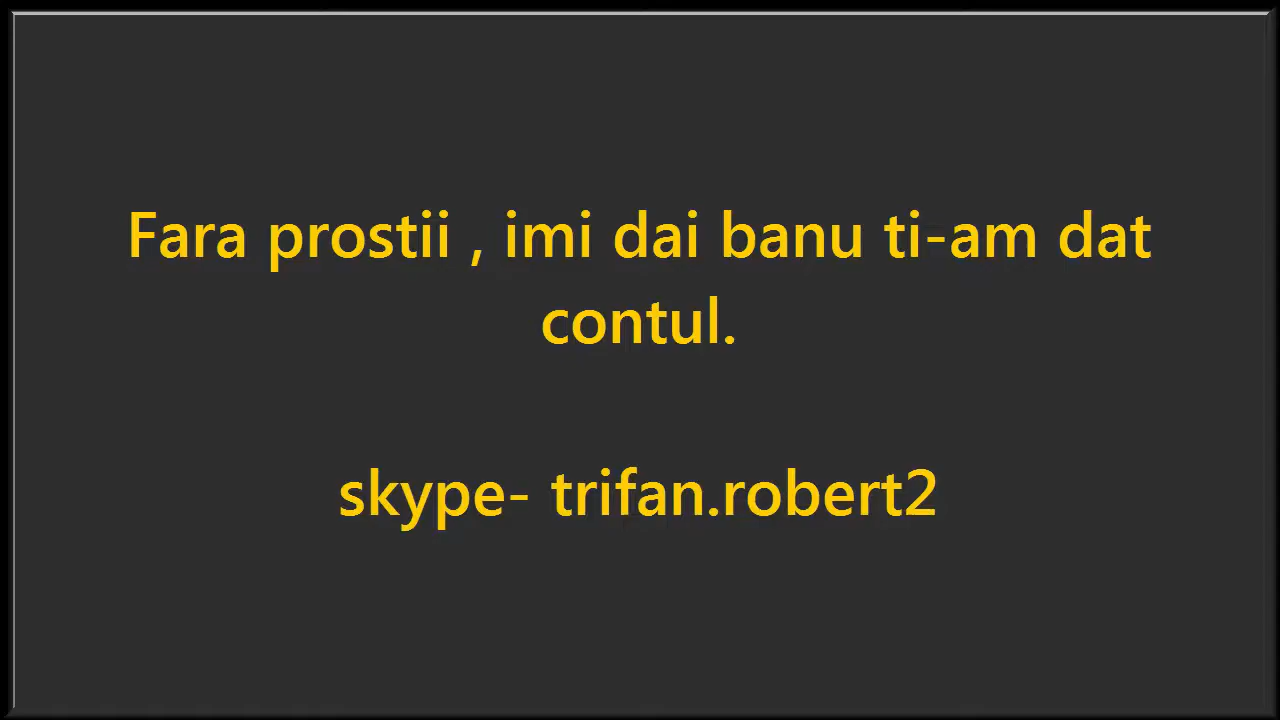 Fara prostii , imi dai banu ti-am dat
contul.
skype- trifan.robert2